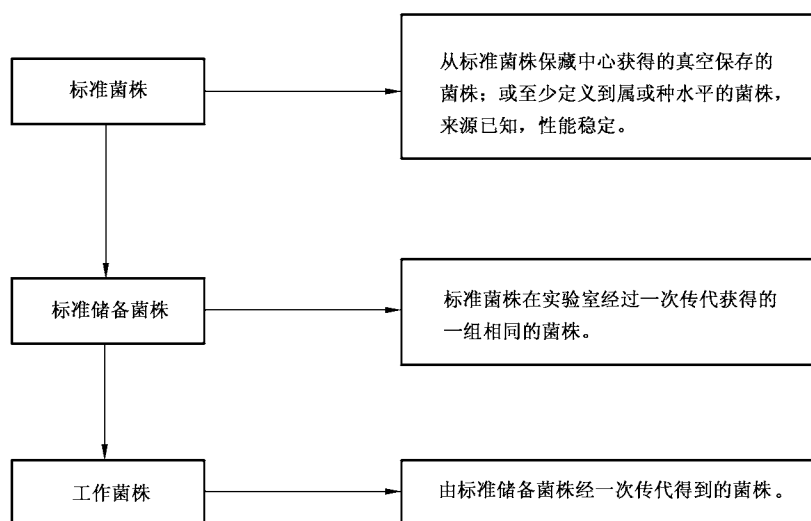 标准菌株
从标准菌株保藏中心获得的真空保存的
菌株；或至少定义到属或种水平的菌株，
来源已知，性能稳定。
标准储备菌株
标准菌株在实验室经过一次传代获得的
一组相同的菌株。
工作菌株
由标准储备菌株经一次传代得到的菌株。